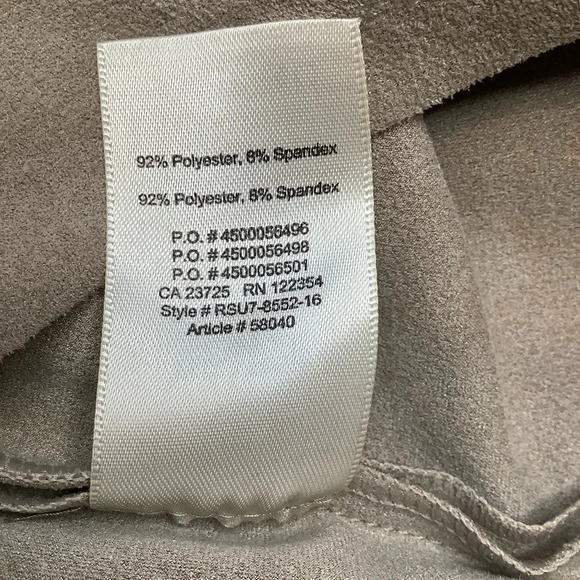 92% Polyester, 8% Spandex
92% Polyester, 8% Spandex
P.O. # 4500056496
P.O. # 4500056498
P.O. # 4500056501
CA 23725 RN 122354
Style # RSU7-8552-16
Article # 58040